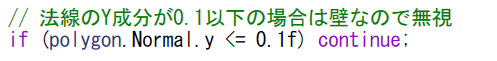 // 法線のY成分が0.1以下の場合は壁なので無視
if (polygon.Normal.y <= 0.1f) continue;